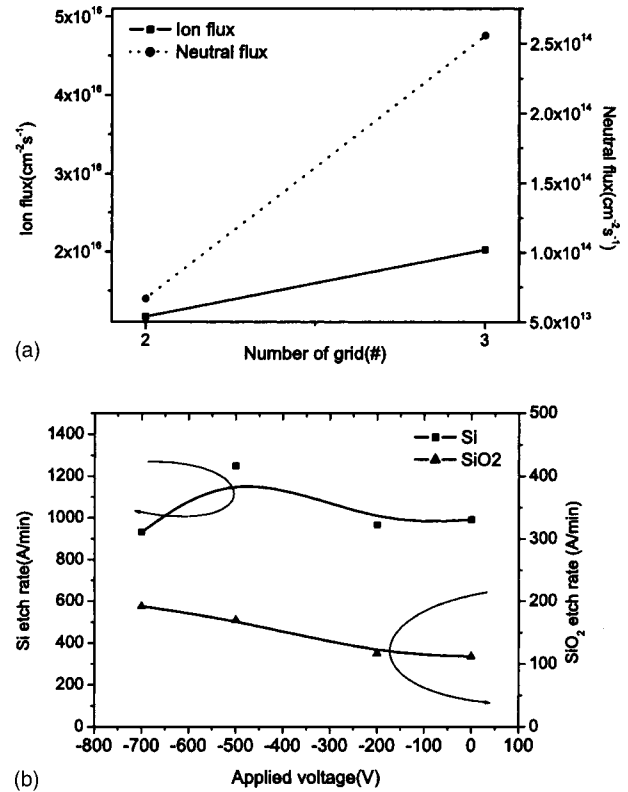 5x10¹⁶
4x10¹⁶
3x10¹⁶
2x10¹⁶
Ion flux(cm⁻²s⁻¹)
Ion flux
Neutral flux
2.5x10¹⁴
2.0x10¹⁴
1.5x10¹⁴
1.0x10¹⁴
5.0x10¹³
Neutral flux(cm⁻²s⁻¹)
2
3
Number of grid(#)
(a)
1400
1200
1000
800
600
400
200
0
Si etch rate(A/min)
Si
SiO2
500
400
300
200
100
0
SiO₂ etch rate (A/min)
-800 -700 -600 -500 -400 -300 -200 -100 0 100
Applied voltage(V)
(b)